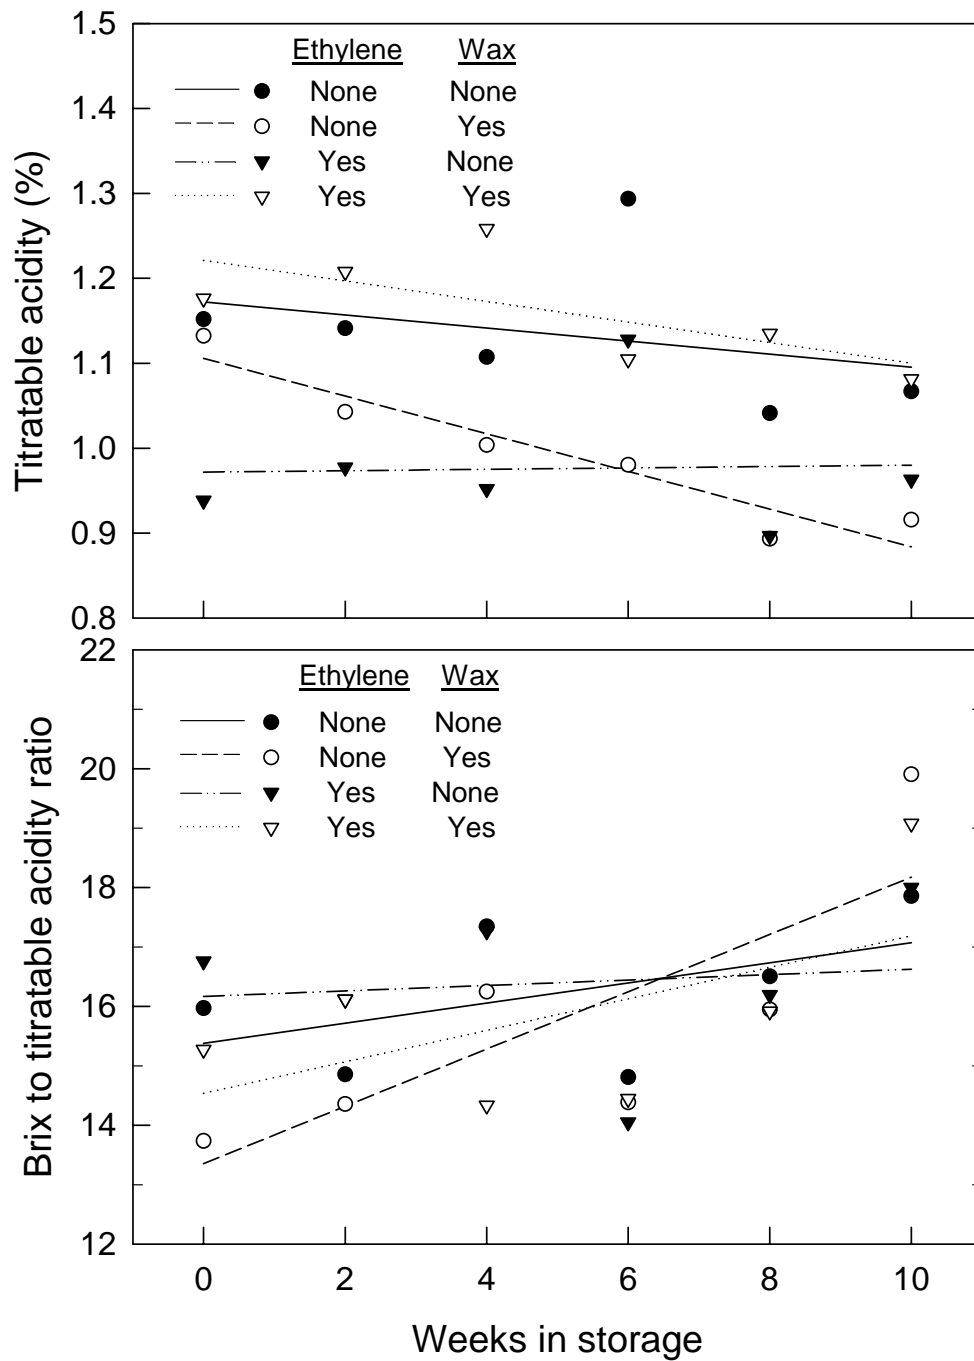 1.5
Ethylene Wax
None None
1.4
None Yes
Yes None
1.3
Yes Yes
1.2
1.1
1.0
0.9
0.8
Titratable acidity (%)
22
Ethylene Wax
None None
None Yes
20
Yes None
Yes Yes
18
16
14
12
Brix to titratable acidity ratio
0 2 4 6 8 10
Weeks in storage